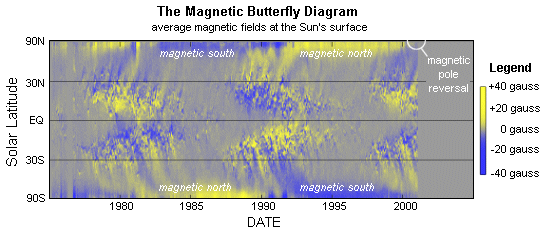 The Magnetic Butterfly Diagram
average magnetic fields at the Sun's surface
90N
30N
EQ
30S
90S
Solar Latitude
magnetic south
magnetic north
magnetic
pole
reversal
magnetic north
magnetic south
1980
1985
1990
1995
2000
DATE
Legend
+40 gauss
+20 gauss
0 gauss
-20 gauss
-40 gauss